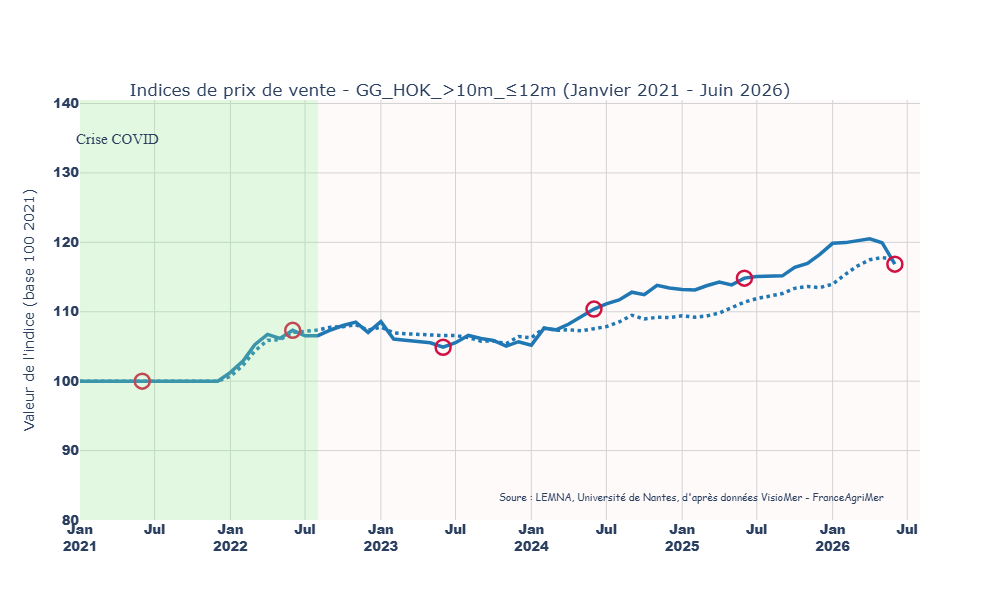 Indices de prix de vente - GG_HOK_>10m_≤12m (Janvier 2021 - Juin 2026)
Valeur de l'indice (base 100 2021)
140
130
120
110
100
90
80
Crise COVID
Soure : LEMNA, Université de Nantes, d'après données VisioMer - FranceAgriMer
Jan Jul Jan Jul Jan Jul Jan Jul Jan Jul Jan Jul
2021 2022 2023 2024 2025 2026